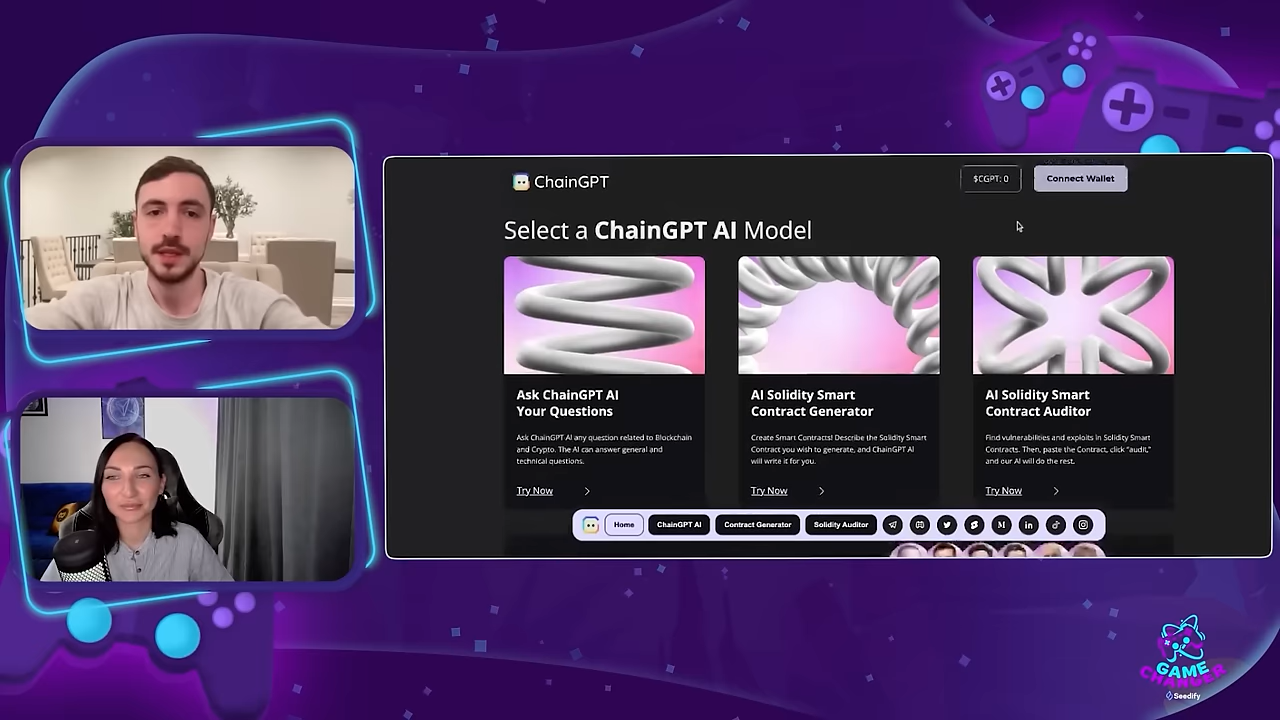 ChainGPT
$CGPT: 0
Connect Wallet
Select a ChainGPT AI Model
Ask ChainGPT AI
Your Questions
Ask ChainGPT AI any question related to Blockchain
and Crypto. The AI can answer general and
technical questions.
Try Now
AI Solidity Smart
Contract Generator
Create Smart Contracts! Describe the Solidity Smart
Contract you wish to generate, and ChainGPT AI
will write it for you.
Try Now
AI Solidity Smart
Contract Auditor
Find vulnerabilities and exploits in Solidity Smart
Contracts. Then, paste the Contract, click "audit,"
and our AI will do the rest.
Try Now
Home
ChainGPT AI
Contract Generator
Solidity Auditor
GAME
CHANGER
Seedify